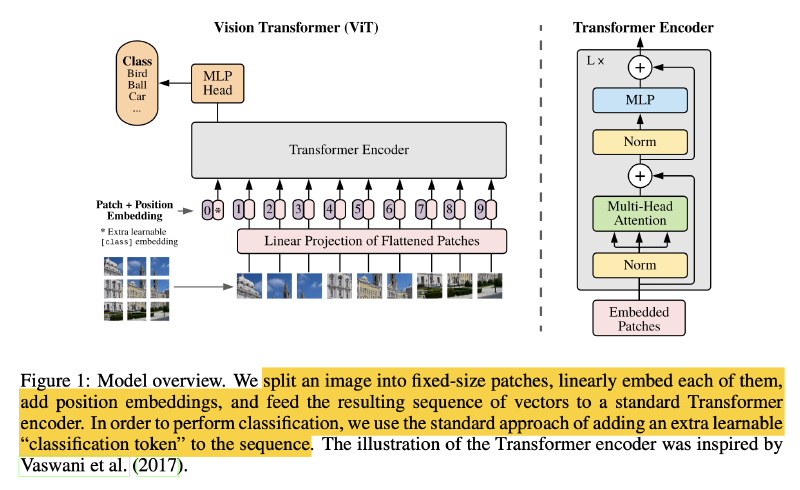 Vision Transformer (ViT)
Class
Bird
Ball
Car
...
MLP
Head
Transformer Encoder
Patch + Position
Embedding
* Extra learnable
[class] embedding
0 * 1 2 3 4 5 6 7 8 9
Linear Projection of Flattened Patches
Transformer Encoder
L ×
+
MLP
Norm
+
Multi-Head
Attention
Norm
Embedded
Patches
Figure 1: Model overview. We split an image into fixed-size patches, linearly embed each of them,
add position embeddings, and feed the resulting sequence of vectors to a standard Transformer
encoder. In order to perform classification, we use the standard approach of adding an extra learnable
“classification token” to the sequence. The illustration of the Transformer encoder was inspired by
Vaswani et al. (2017).